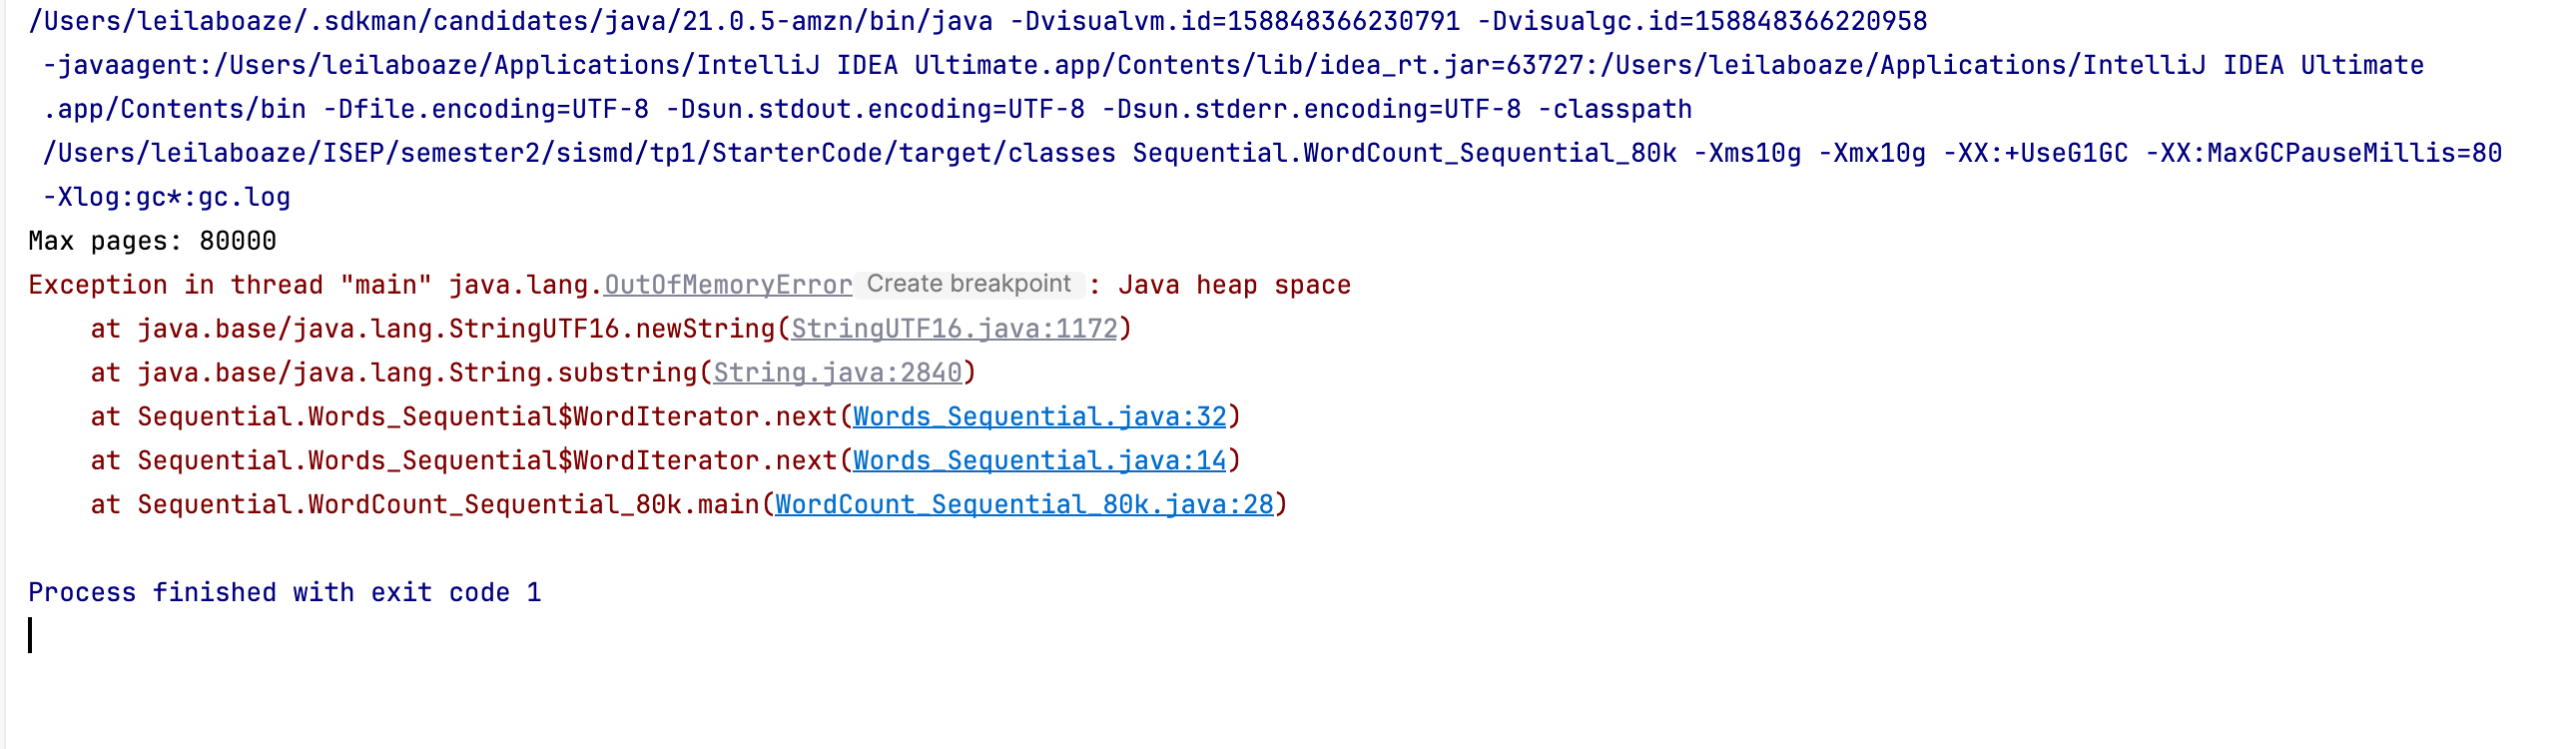 /Users/leilaboaze/.sdkman/candidates/java/21.0.5-amzn/bin/java -Dvisualvm.id=158848366230791 -Dvisualgc.id=158848366220958
-javaagent:/Users/leilaboaze/Applications/IntelliJ IDEA Ultimate.app/Contents/lib/idea_rt.jar=63727:/Users/leilaboaze/Applications/IntelliJ IDEA Ultimate
.app/Contents/bin -Dfile.encoding=UTF-8 -Dsun.stdout.encoding=UTF-8 -Dsun.stderr.encoding=UTF-8 -classpath
/Users/leilaboaze/ISEP/semester2/sismd/tp1/StarterCode/target/classes Sequential.WordCount_Sequential_80k -Xms10g -Xmx10g -XX:+UseG1GC -XX:MaxGCPauseMillis=80
-Xlog:gc*:gc.log
Max pages: 80000
Exception in thread "main" java.lang.OutOfMemoryError Create breakpoint : Java heap space
at java.base/java.lang.StringUTF16.newString(StringUTF16.java:1172)
at java.base/java.lang.String.substring(String.java:2840)
at Sequential.Words_Sequential$WordIterator.next(Words_Sequential.java:32)
at Sequential.Words_Sequential$WordIterator.next(Words_Sequential.java:14)
at Sequential.WordCount_Sequential_80k.main(WordCount_Sequential_80k.java:28)
Process finished with exit code 1